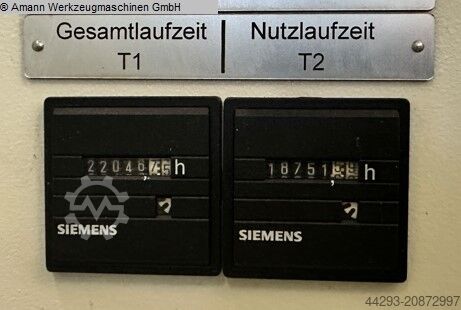 © Amann Werkzeugmaschinen GmbH
Gesamtlaufzeit Nutzlaufzeit
T1 T2
22046, h 18751, h
SIEMENS SIEMENS
44293-20872997